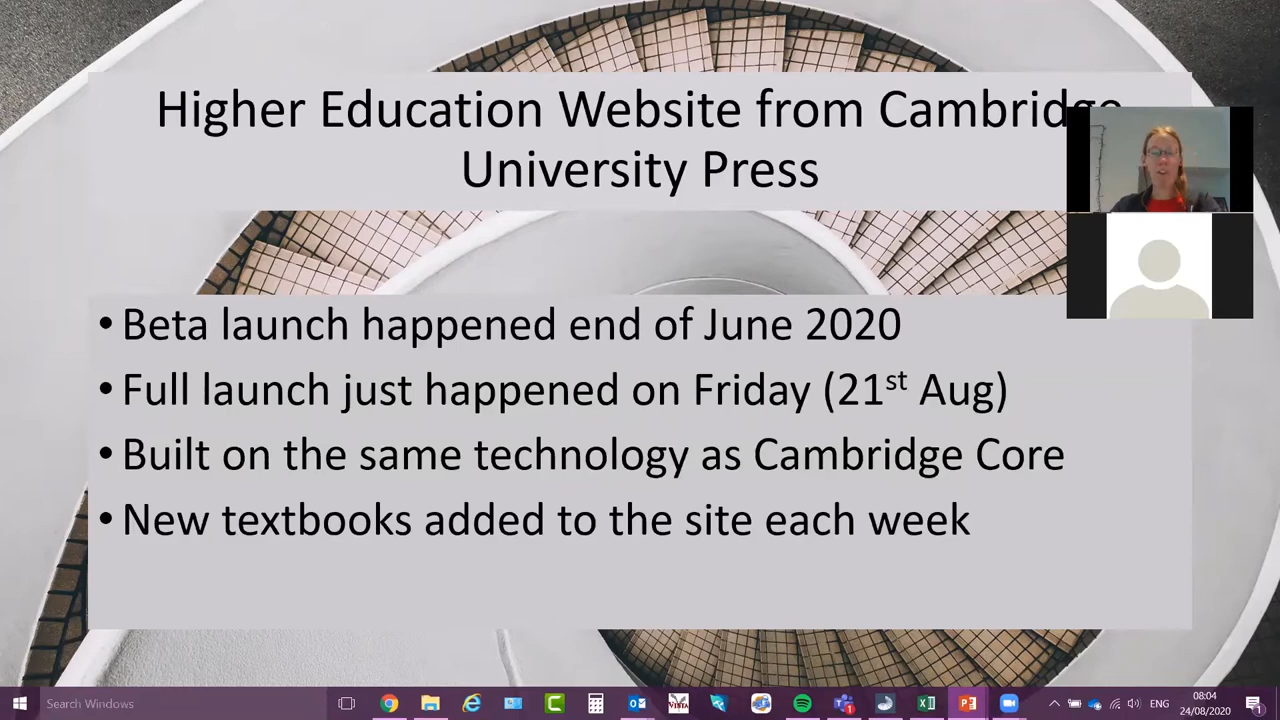 Higher Education Website from Cambridge
University Press
• Beta launch happened end of June 2020
• Full launch just happened on Friday (21st Aug)
• Built on the same technology as Cambridge Core
• New textbooks added to the site each week
Search Windows
ENG
08:04
24/08/2020